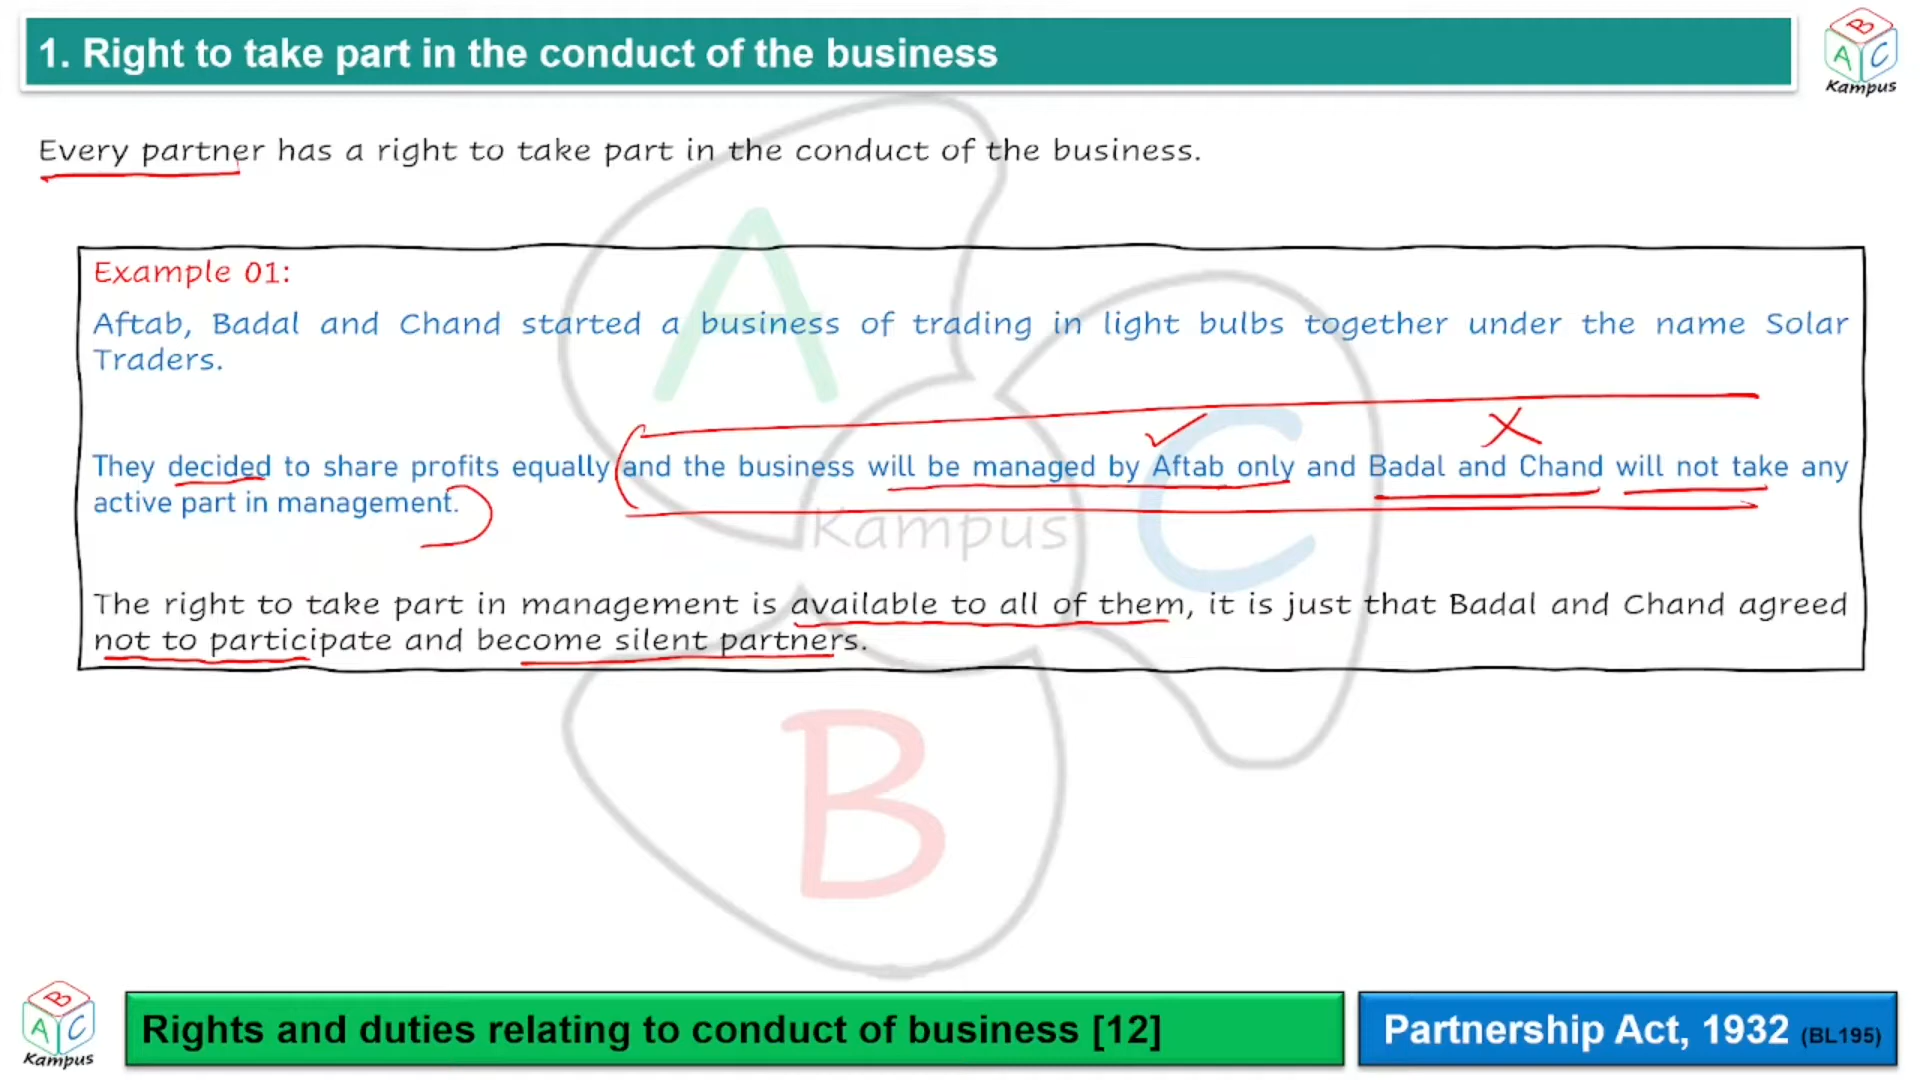 1. Right to take part in the conduct of the business
B
A C
Kampus
Every partner has a right to take part in the conduct of the business.
Example 01:
Aftab, Badal and Chand started a business of trading in light bulbs together under the name Solar
Traders.
They decided to share profits equally and the business will be managed by Aftab only and Badal and Chand will not take any
active part in management.
The right to take part in management is available to all of them, it is just that Badal and Chand agreed
not to participate and become silent partners.
A
C
Kampus
B
B
A C
Kampus
Rights and duties relating to conduct of business [12]
Partnership Act, 1932 (BL195)